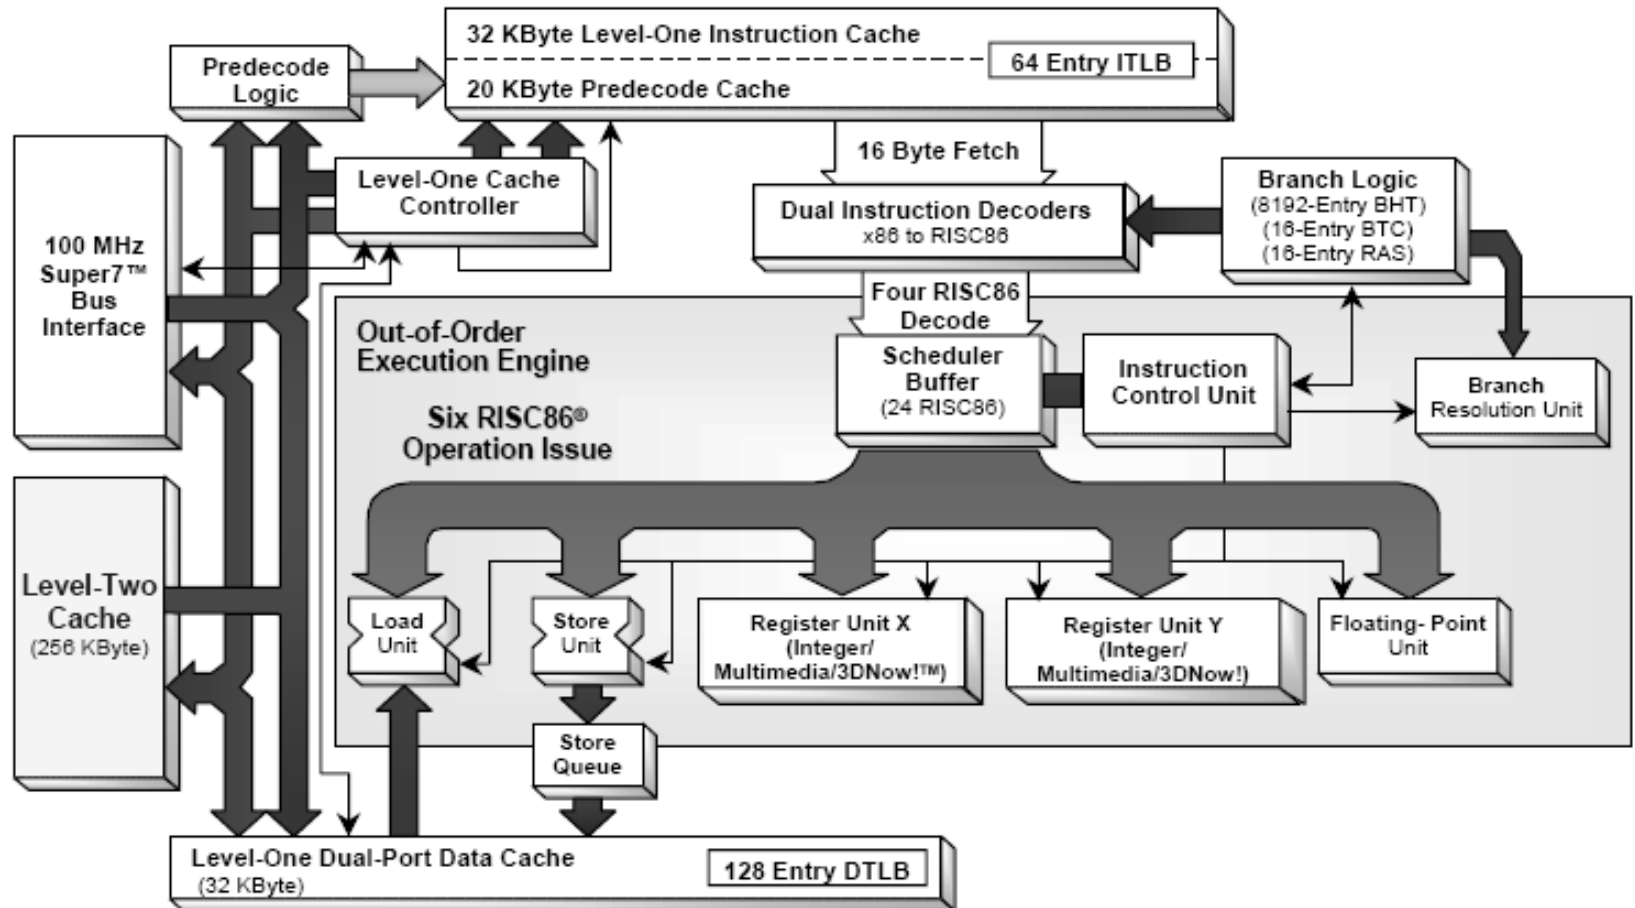 32 KByte Level-One Instruction Cache
64 Entry ITLB
20 KByte Predecode Cache
Predecode
Logic
16 Byte Fetch
Level-One Cache
Controller
Dual Instruction Decoders
x86 to RISC86
Branch Logic
(8192-Entry BHT)
(16-Entry BTC)
(16-Entry RAS)
100 MHz
Super7™
Bus
Interface
Four RISC86
Decode
Out-of-Order
Execution Engine
Scheduler
Buffer
(24 RISC86)
Instruction
Control Unit
Branch
Resolution Unit
Six RISC86®
Operation Issue
Level-Two
Cache
(256 KByte)
Load
Unit
Store
Unit
Register Unit X
(Integer/
Multimedia/3DNow!™)
Register Unit Y
(Integer/
Multimedia/3DNow!)
Floating- Point
Unit
Store
Queue
Level-One Dual-Port Data Cache
(32 KByte)
128 Entry DTLB